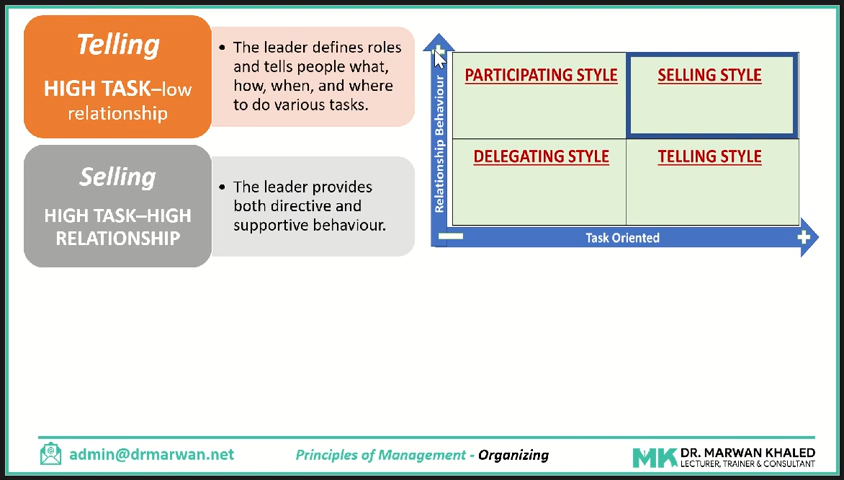 Telling
HIGH TASK–low
relationship
• The leader defines roles
and tells people what,
how, when, and where
to do various tasks.
Selling
HIGH TASK–HIGH
RELATIONSHIP
• The leader provides
both directive and
supportive behaviour.
Relationship Behaviour
PARTICIPATING STYLE
SELLING STYLE
DELEGATING STYLE
TELLING STYLE
Task Oriented
admin@drmarwan.net
Principles of Management - Organizing
MK DR. MARWAN KHALED
LECTURER, TRAINER & CONSULTANT